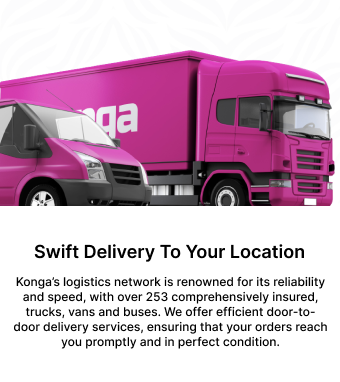 nga
Swift Delivery To Your Location
Konga’s logistics network is renowned for its reliability
and speed, with over 253 comprehensively insured,
trucks, vans and buses. We offer efficient door-to-
door delivery services, ensuring that your orders reach
you promptly and in perfect condition.